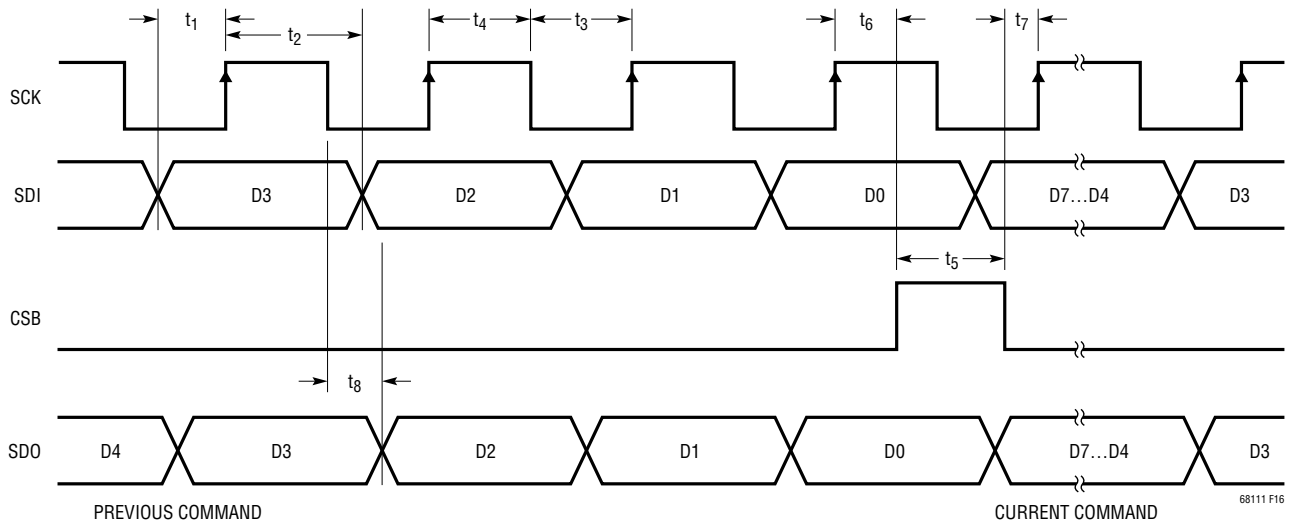 t1 t2 t4 t3 t6 t7
SCK
SDI D3 D2 D1 D0 D7...D4 D3
t5
CSB
t8
SDO D4 D3 D2 D1 D0 D7...D4 D3
68111 F16
PREVIOUS COMMAND CURRENT COMMAND